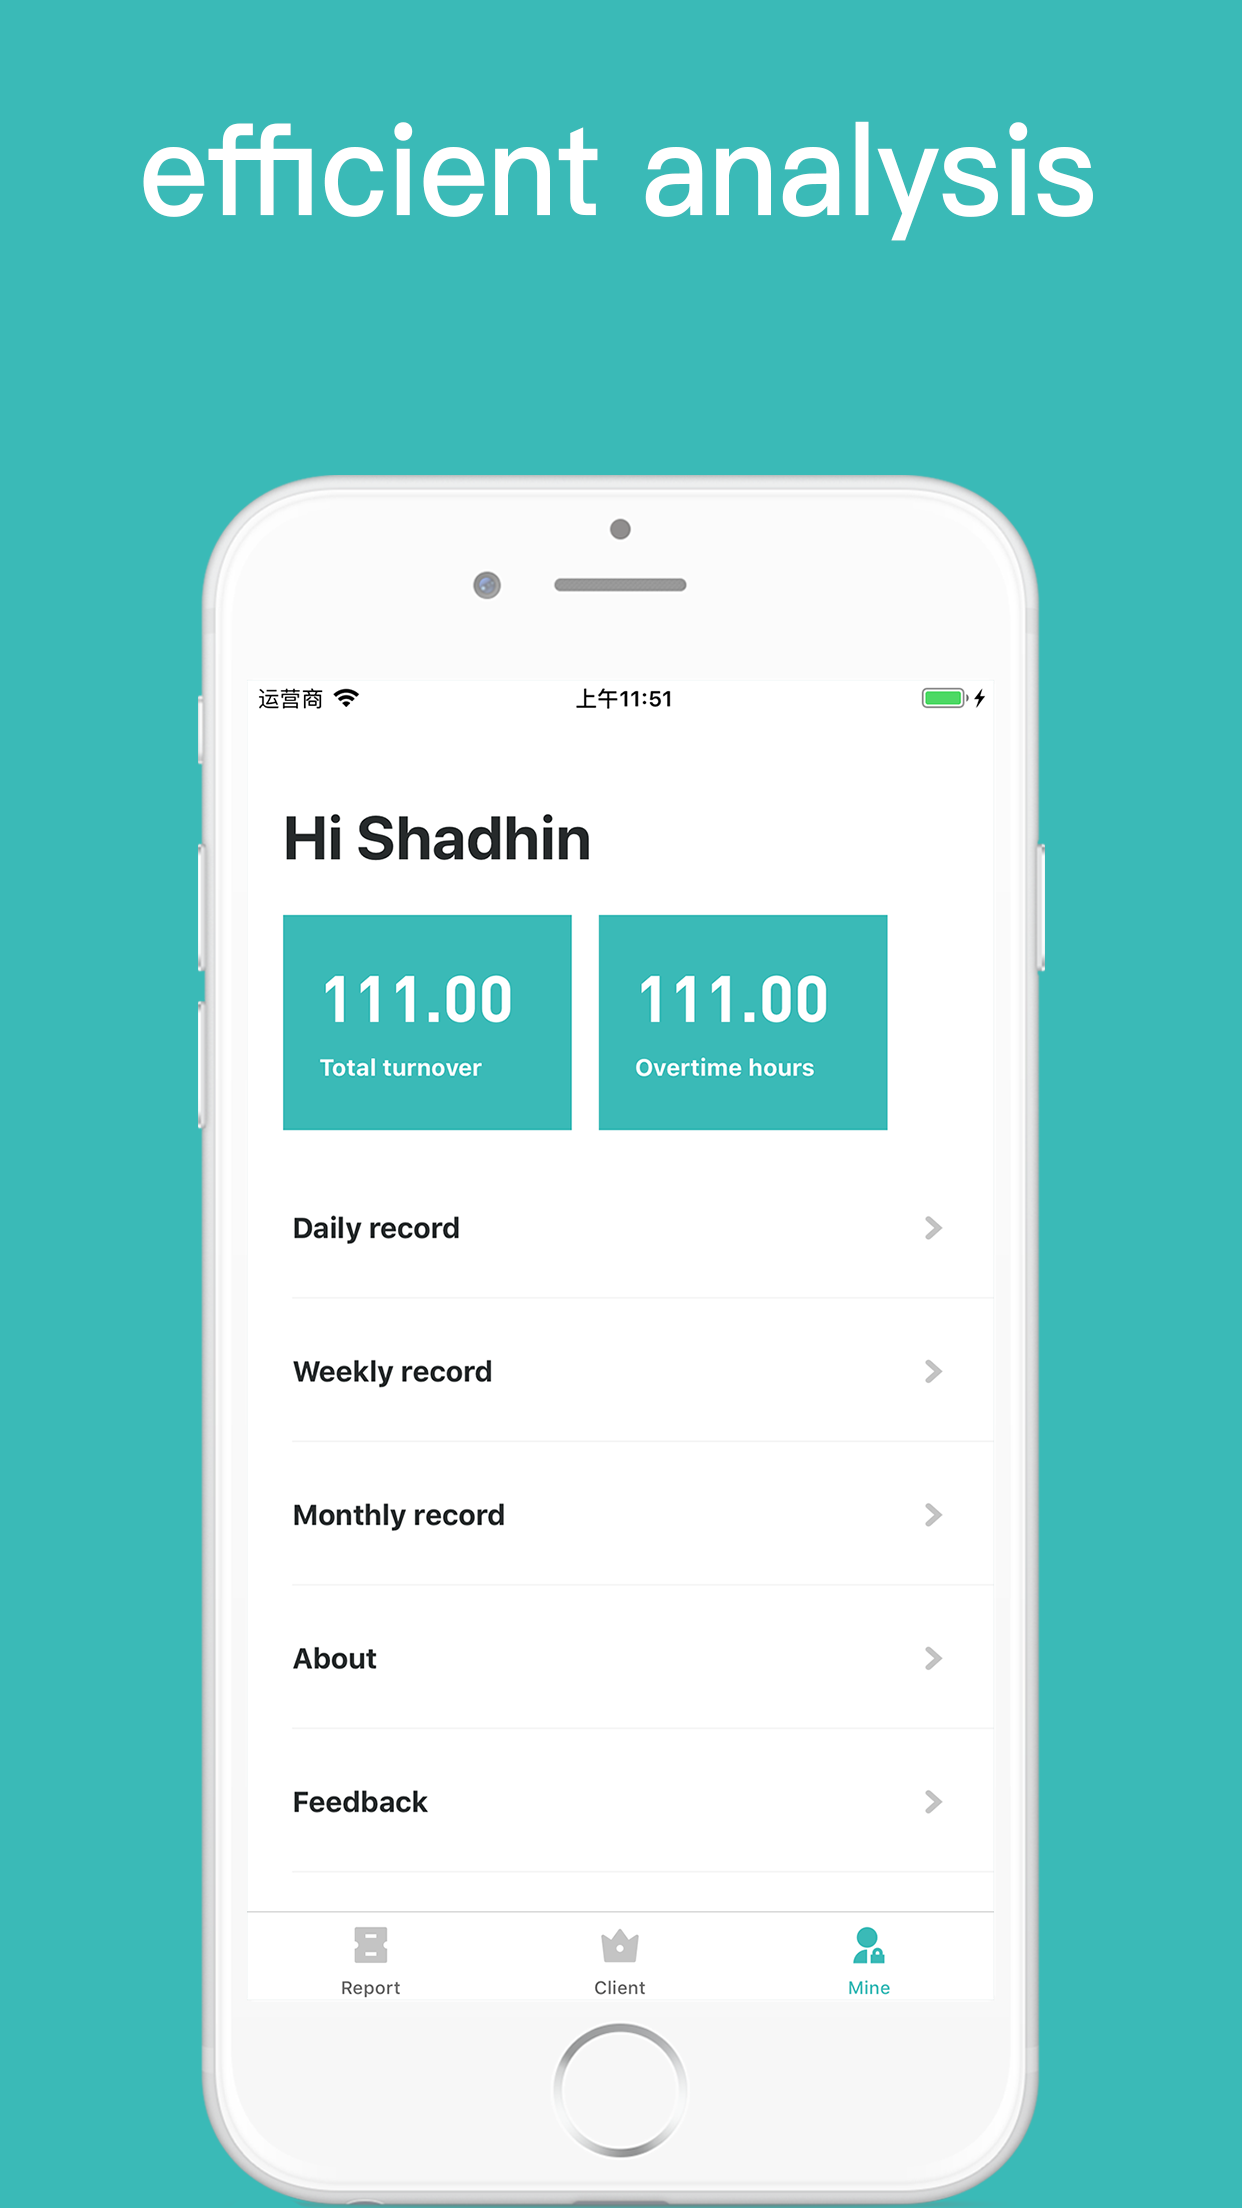 efficient analysis
运营商 上午11:51
Hi Shadhin
111.00 111.00
Total turnover Overtime hours
Daily record
Weekly record
Monthly record
About
Feedback
Report Client Mine